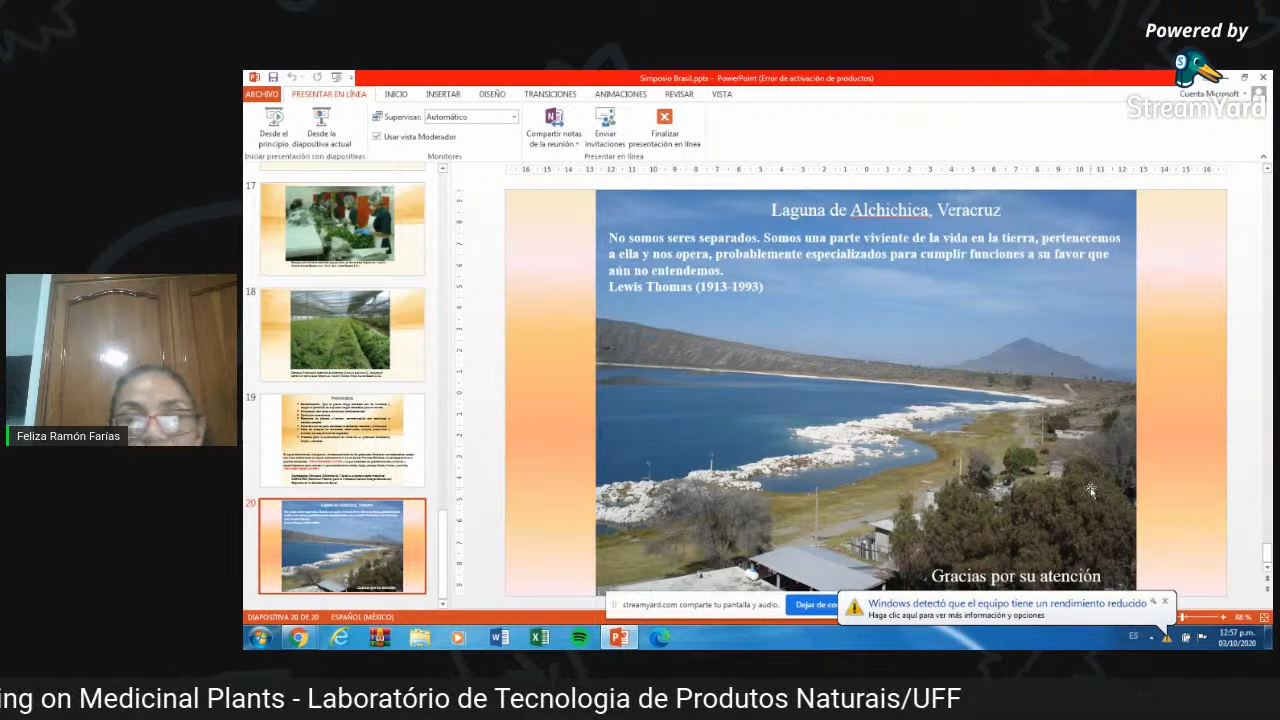 Powered by
StreamYard
Simposio Brasil.pptx - PowerPoint (Error de activación de productos)
ARCHIVO PRESENTAR EN LÍNEA INICIO INSERTAR DISEÑO TRANSICIONES ANIMACIONES REVISAR VISTA
Cuenta Microsoft
Desde el principio
Desde la diapositiva actual
Iniciar presentación con diapositivas
Supervisar: Automático
Usar vista Moderador
Monitores
Compartir notas de la reunión
Enviar invitaciones
Finalizar presentación en línea
Presentar en línea
17
18
19
20
Laguna de Alchichica, Veracruz
No somos seres separados. Somos una parte viviente de la vida en la tierra, pertenecemos
a ella y nos opera, probablemente especializados para cumplir funciones a su favor que
aún no entendemos.
Lewis Thomas (1913-1993)
Gracias por su atención
Feliza Ramón Farías
streamyard.com comparte tu pantalla y audio.
Dejar de co
Windows detectó que el equipo tiene un rendimiento reducido
Haga clic aquí para ver más información y opciones
DIAPOSITIVA 20 DE 20 ESPAÑOL (MÉXICO)
88 %
ES
12:57 p.m.
03/10/2020
ing on Medicinal Plants - Laboratório de Tecnologia de Produtos Naturais/UFF